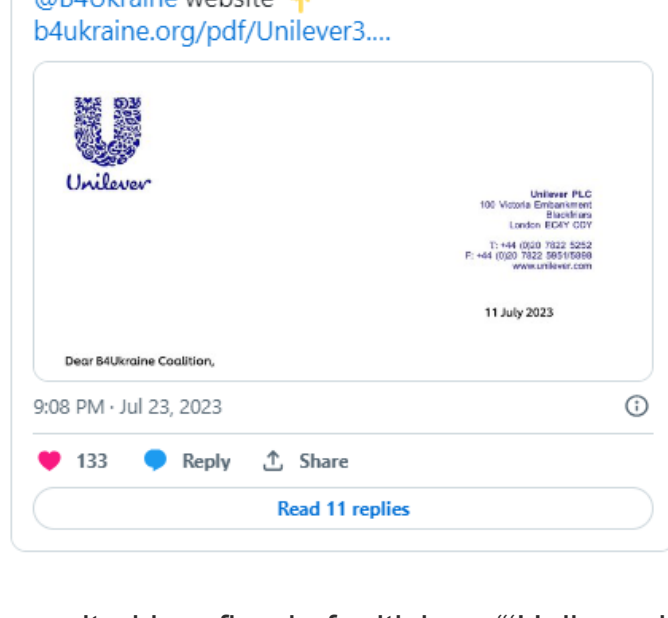 @B4Ukraine website
b4ukraine.org/pdf/Unilever3....
Unilever
Unilever PLC
100 Victoria Embankment
Blackfriars
London EC4Y 0DY
T: +44 (0)20 7822 5252
F: +44 (0)20 7822
www.unilever.com
11 July 2023
Dear B4Ukraine Coalition,
9:08 PM · Jul 23, 2023
133 Reply Share
Read 11 replies